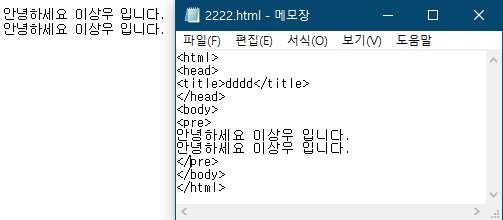 안녕하세요 이상우 입니다.
안녕하세요 이상우 입니다.
2222.html - 메모장
파일(F) 편집(E) 서식(O) 보기(V) 도움말
<html>
<head>
<title>dddd</title>
</head>
<body>
<pre>
안녕하세요 이상우 입니다.
안녕하세요 이상우 입니다.
</pre>
</body>
</html>